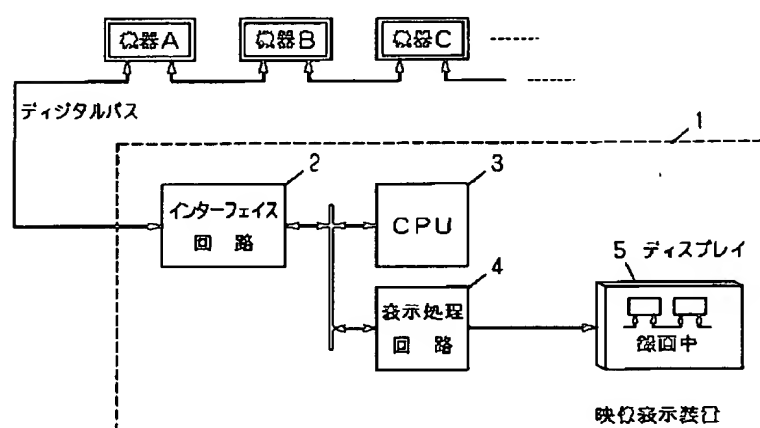 機器A 機器B 機器C
ディジタルバス
1
2
3
インターフェイス
回路
CPU
4
5 ディスプレイ
表示処理
回路
録画中
映像表示装置